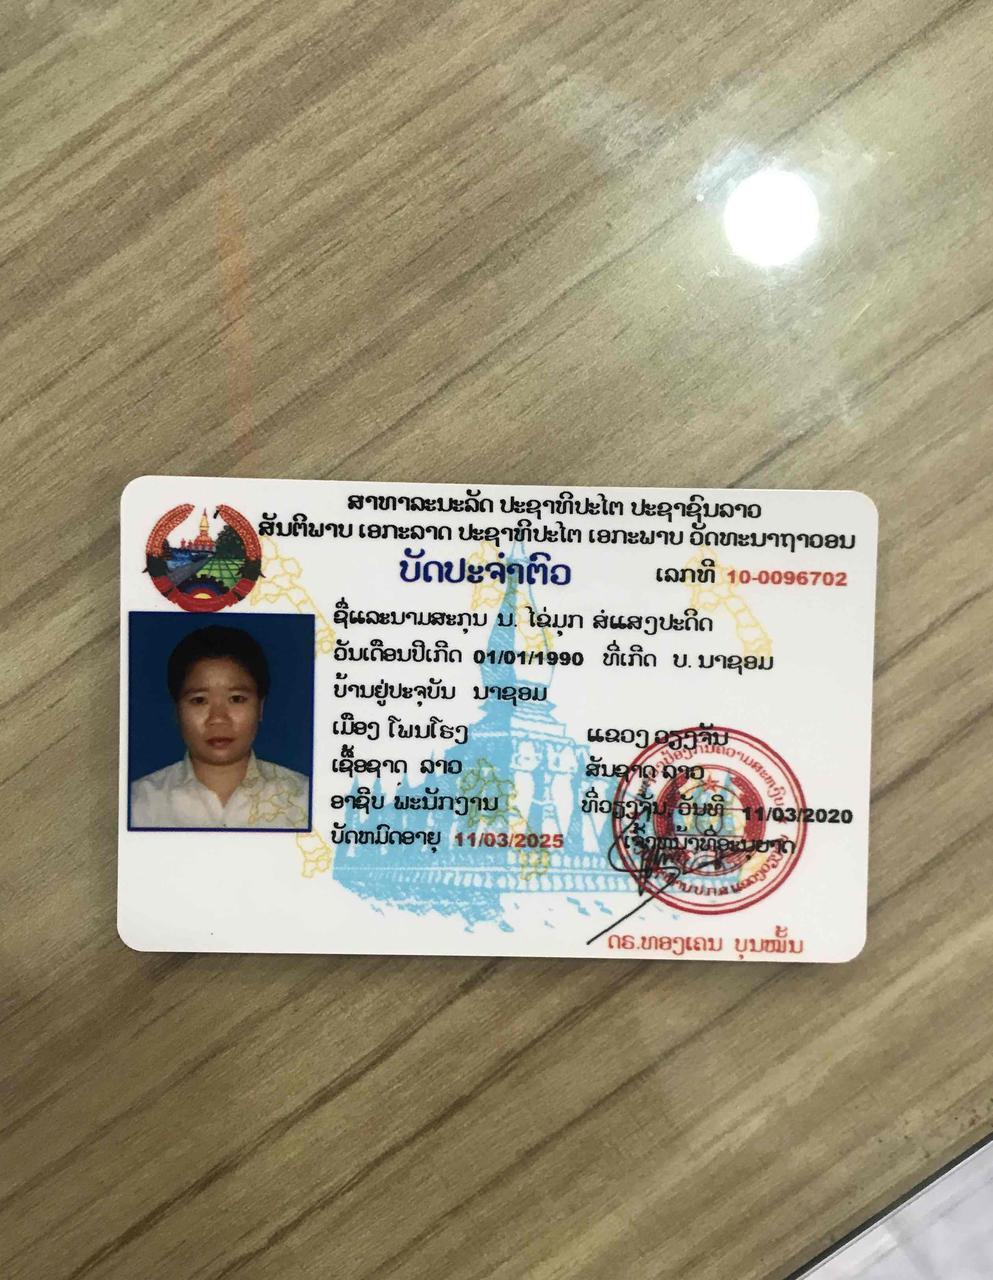 ສາທາລະນະລັດ ປະຊາທິປະໄຕ ປະຊາຊົນລາວ
ສັນຕິພາບ ເອກະລາດ ປະຊາທິປະໄຕ ເອກະພາບ ວັດທະນາຖາວອນ
ບັດປະຈຳຕົວ
ເລກທີ 10-0096702
ຊື່ແລະນາມສະກຸນ ນ. ໄຂ່ມຸກ ສໍແສງປະດິດ
ວັນເດືອນປີເກີດ 01/01/1990 ທີ່ເກີດ ບ. ນາຊອມ
ບ້ານຢູ່ປະຈຸບັນ ນາຊອມ
ເມືອງ ໂພນໂຮງ ແຂວງ ວຽງຈັນ
ເຊື້ອຊາດ ລາວ ສັນຊາດ ລາວ
ອາຊີບ ພະນັກງານ ທີ່ວຽງຈັນ, ວັນທີ 11/03/2020
ບັດຫມົດອາຍຸ 11/03/2025 ເຈົ້າຫນ້າທີ່ອະນຸຍາດ
ດຣ.ທອງເຄນ ບຸນໝັ້ນ